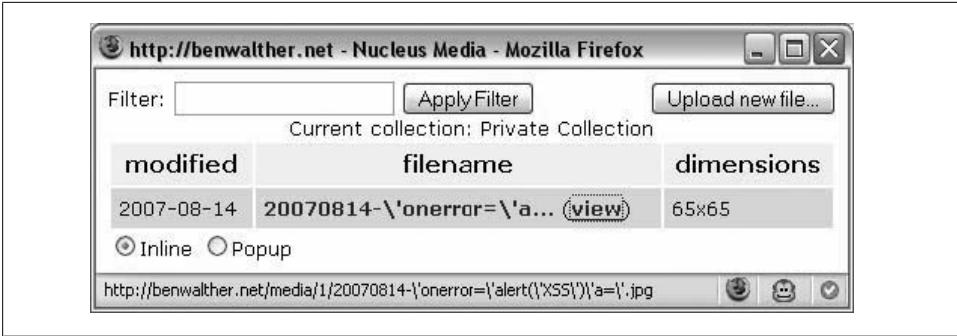 http://benwalther.net - Nucleus Media - Mozilla Firefox
Filter: Apply Filter Upload new file...
Current collection: Private Collection
modified filename dimensions
2007-08-14 20070814-\'onerror=\'a... (view) 65x65
Inline Popup
http://benwalther.net/media/1/20070814-\'onerror=\'alert(\'XSS\')\'a=\'.jpg